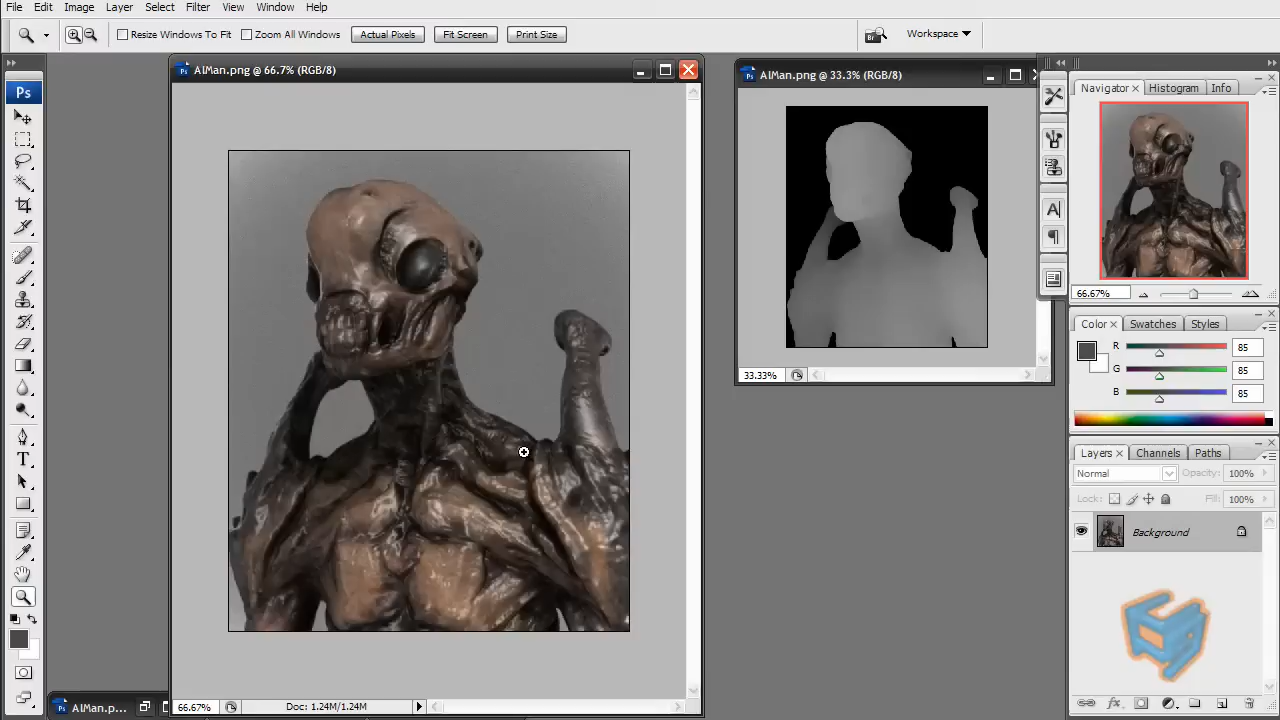 File Edit Image Layer Select Filter View Window Help
Resize Windows To Fit Zoom All Windows Actual Pixels Fit Screen Print Size Workspace
AlMan.png @ 66.7% (RGB/8)
66.67% Doc: 1.24M/1.24M
AlMan.p...
AlMan.png @ 33.3% (RGB/8)
33.33%
Ps
T
A
Navigator Histogram Info
66.67%
Color Swatches Styles
R 85
G 85
B 85
Layers Channels Paths
Normal Opacity: 100%
Lock: Fill: 100%
Background
fx